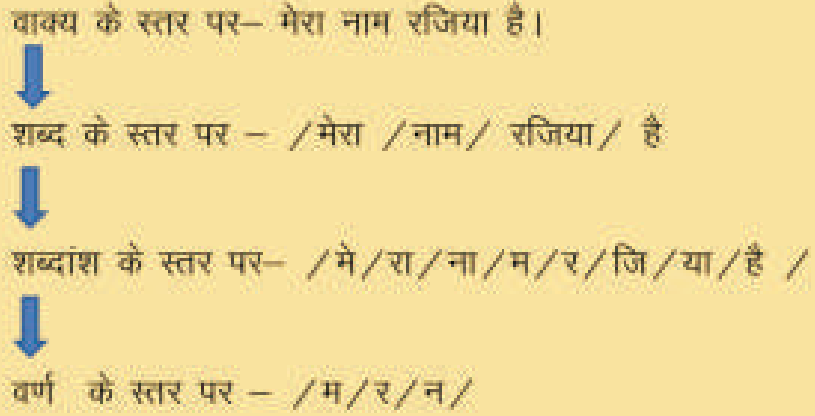 वाक्य के स्तर पर– मेरा नाम रजिया है।
शब्द के स्तर पर – /मेरा /नाम/ रजिया/ है
शब्दांश के स्तर पर– /मे/रा/ना/म/र/जि/या/है /
वर्ण के स्तर पर – /म/र/न/